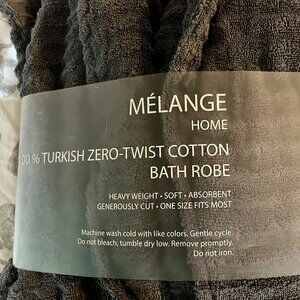 MÉLANGE
HOME
100 % TURKISH ZERO-TWIST COTTON
BATH ROBE
HEAVY WEIGHT • SOFT • ABSORBENT
GENEROUSLY CUT • ONE SIZE FITS MOST
Machine wash cold with like colors. Gentle cycle.
Do not bleach, tumble dry low. Remove promptly.
Do not iron.